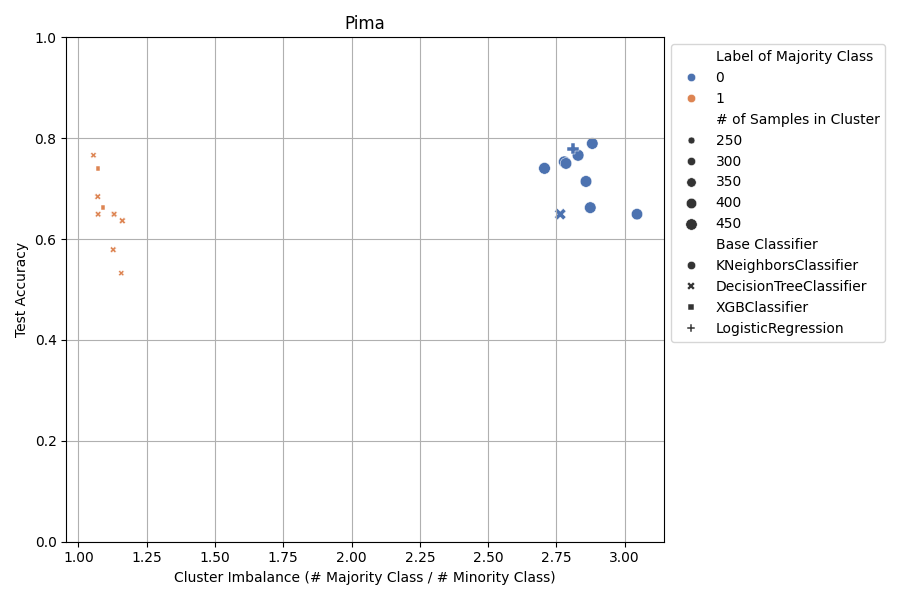 Pima
1.0
0.8
0.6
0.4
0.2
0.0
Test Accuracy
1.00 1.25 1.50 1.75 2.00 2.25 2.50 2.75 3.00
Cluster Imbalance (# Majority Class / # Minority Class)
Label of Majority Class
0
1
# of Samples in Cluster
250
300
350
400
450
Base Classifier
KNeighborsClassifier
DecisionTreeClassifier
XGBClassifier
LogisticRegression